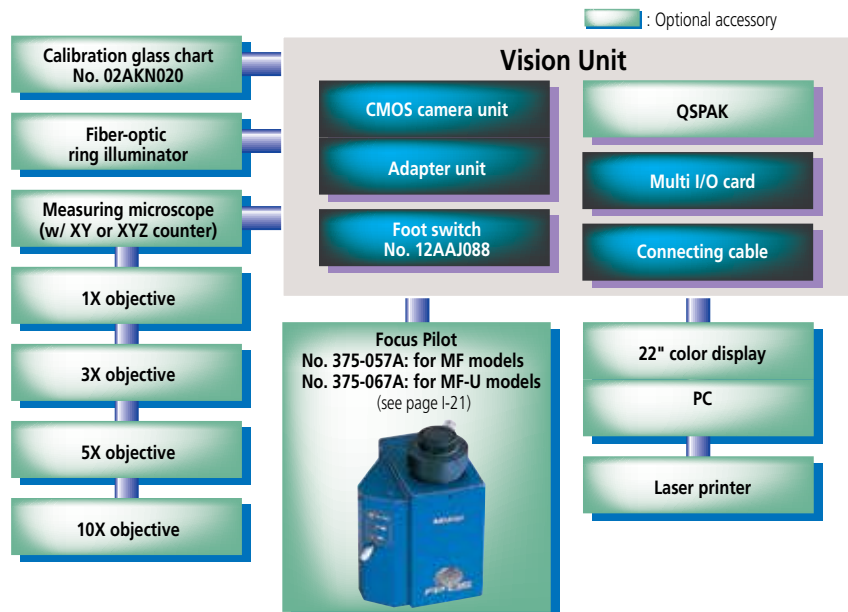 : Optional accessory
Calibration glass chart
No. 02AKN020
Fiber-optic
ring illuminator
Measuring microscope
(w/ XY or XYZ counter)
1X objective
3X objective
5X objective
10X objective
Vision Unit
CMOS camera unit
Adapter unit
Foot switch
No. 12AAJ088
QSPAK
Multi I/O card
Connecting cable
Focus Pilot
No. 375-057A: for MF models
No. 375-067A: for MF-U models
(see page I-21)
22" color display
PC
Laser printer